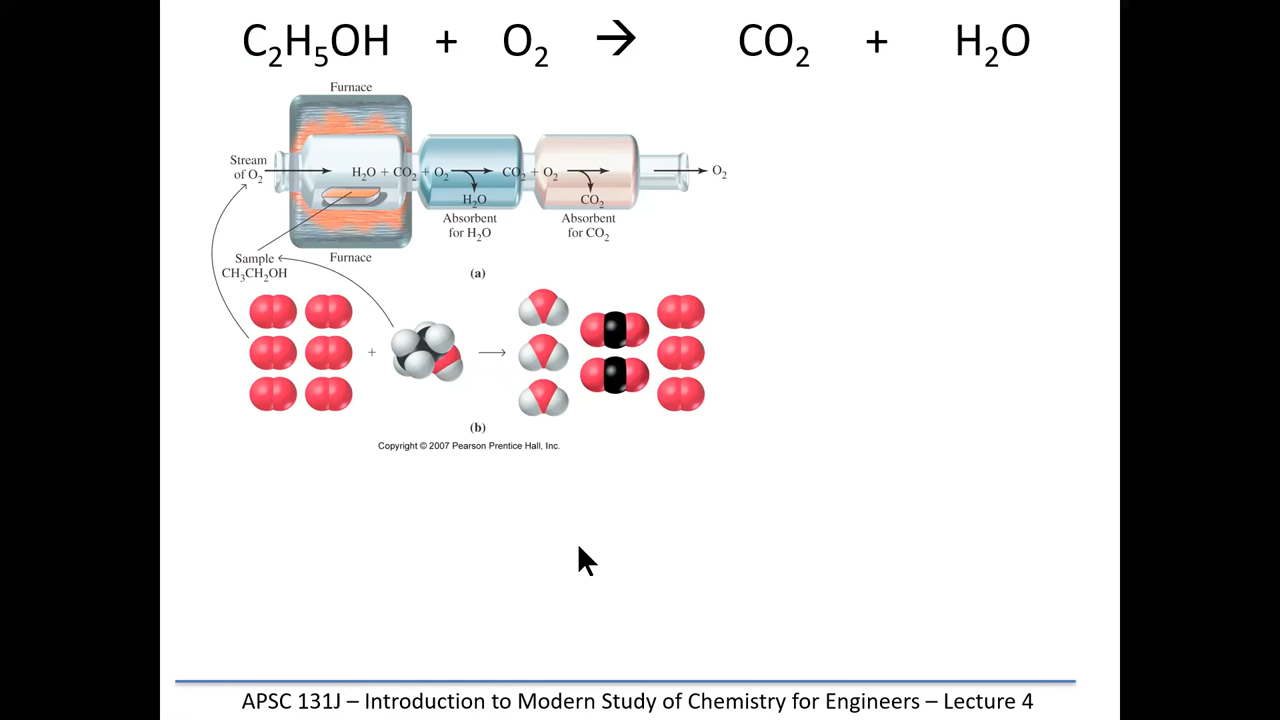 C₂H₅OH + O₂ → CO₂ + H₂O
Furnace
Stream
of O₂
H₂O + CO₂ + O₂
CO₂ + O₂
O₂
H₂O
CO₂
Absorbent
for H₂O
Absorbent
for CO₂
Sample
CH₃CH₂OH
Furnace
(a)
+
(b)
Copyright © 2007 Pearson Prentice Hall, Inc.
APSC 131J – Introduction to Modern Study of Chemistry for Engineers – Lecture 4